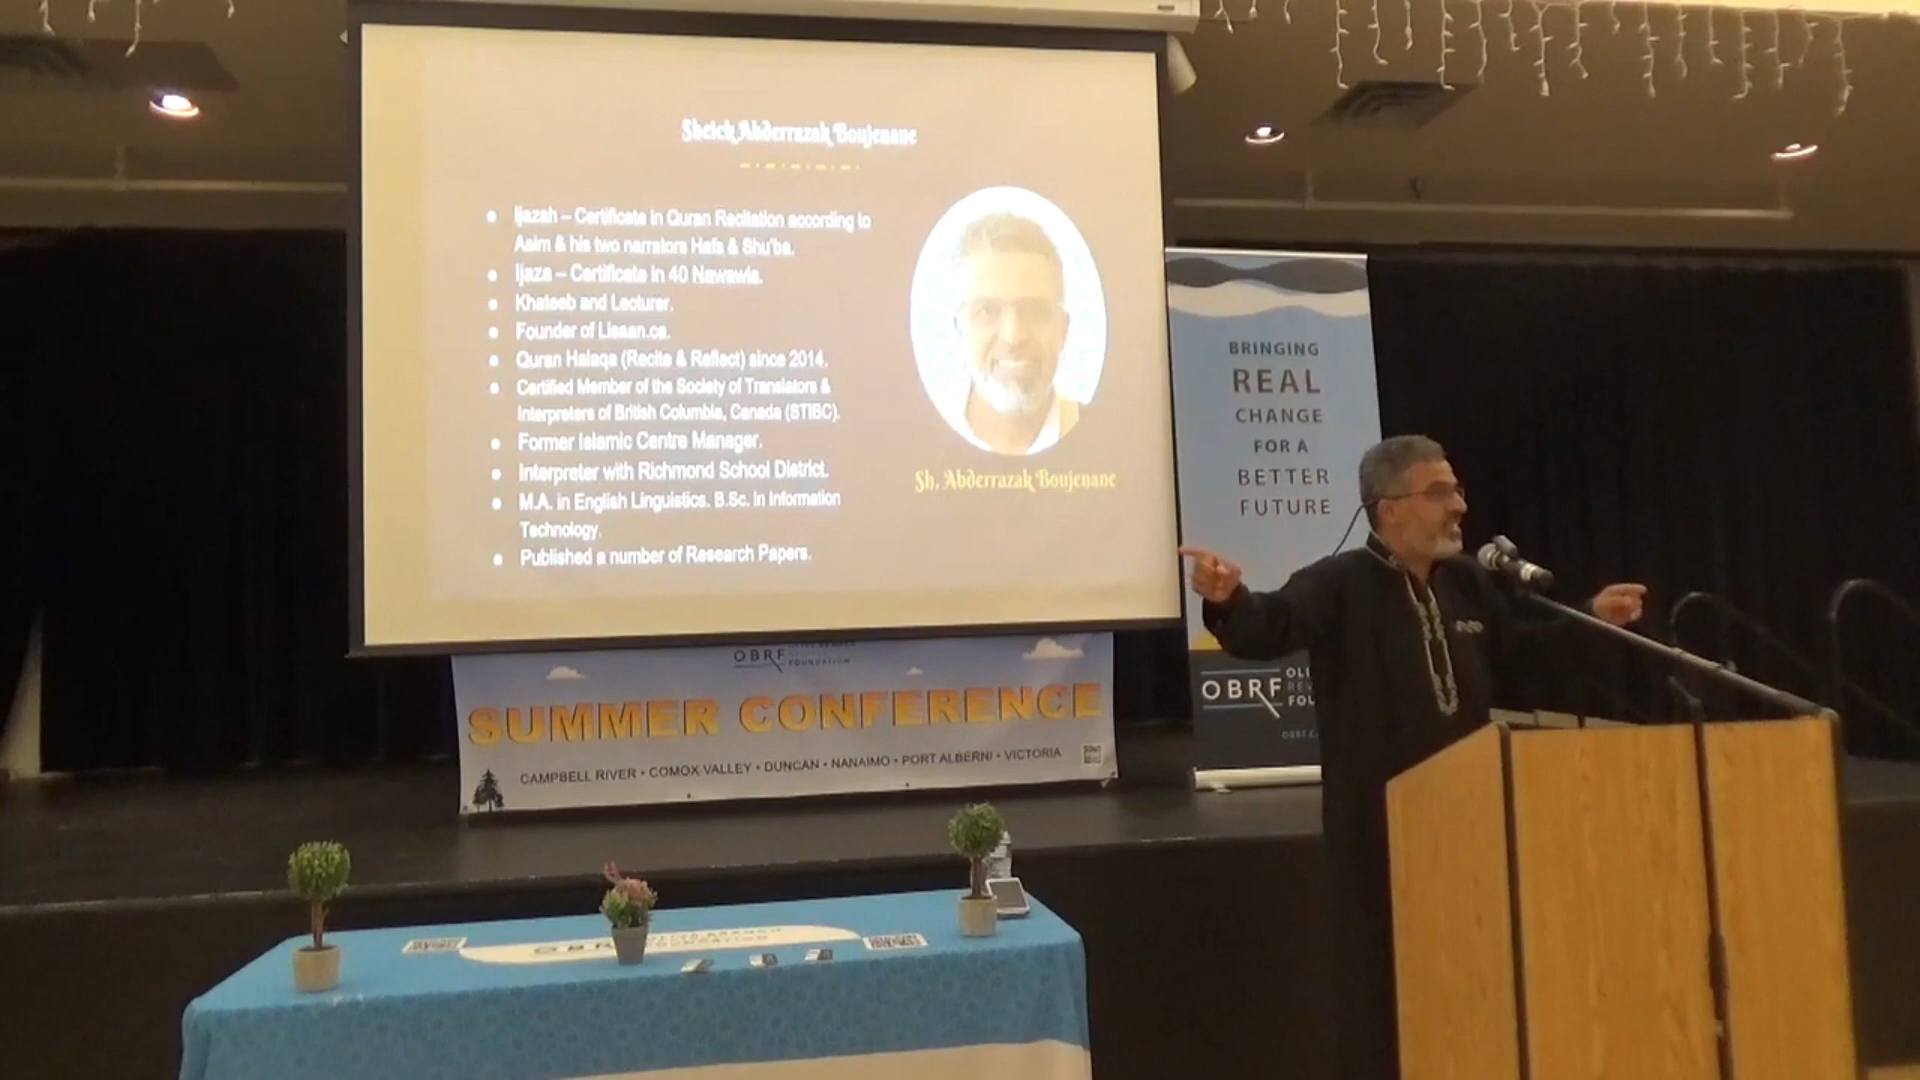 Sheick Abderrazak Boujenane
Ijazah – Certificate in Quran Recitation according to
Asim & his two narrators Hafs & Shu'ba.
Ijaza – Certificate in 40 Nawawis.
Khateeb and Lecturer.
Founder of Lisaan.ca.
Quran Halaqa (Recite & Reflect) since 2014.
Certified Member of the Society of Translators &
Interpreters of British Columbia, Canada (STIBC).
Former Islamic Centre Manager.
Interpreter with Richmond School District.
M.A. in English Linguistics. B.Sc. in Information
Technology.
Published a number of Research Papers.
Sh. Abderrazak Boujenane
BRINGING
REAL
CHANGE
FOR A
BETTER
FUTURE
OBRF
OBRF
FOUNDATION
SUMMER CONFERENCE
CAMPBELL RIVER • COMOX VALLEY • DUNCAN • NANAIMO • PORT ALBERNI • VICTORIA